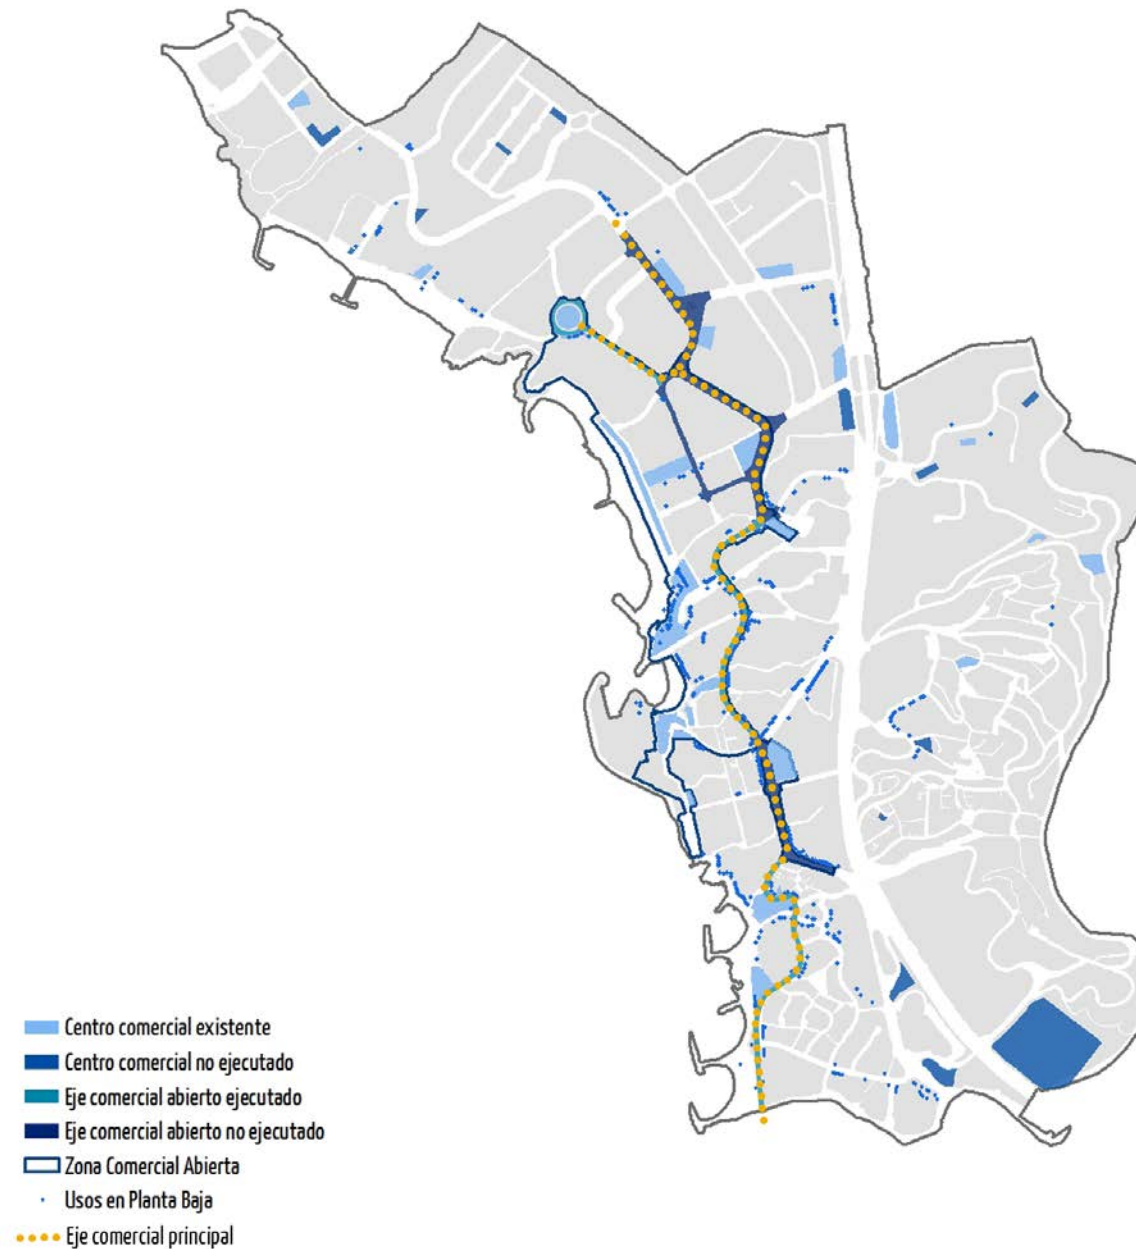 Centro comercial existente
Centro comercial no ejecutado
Eje comercial abierto ejecutado
Eje comercial abierto no ejecutado
Zona Comercial Abierta
Usos en Planta Baja
Eje comercial principal